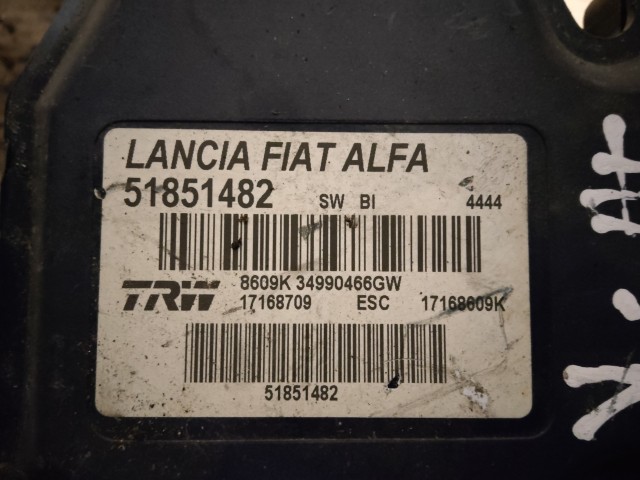 LANCIA FIAT ALFA
51851482 SW BI 4444
TRW 8609K 34990466GW
17168709 ESC 17168609K
51851482